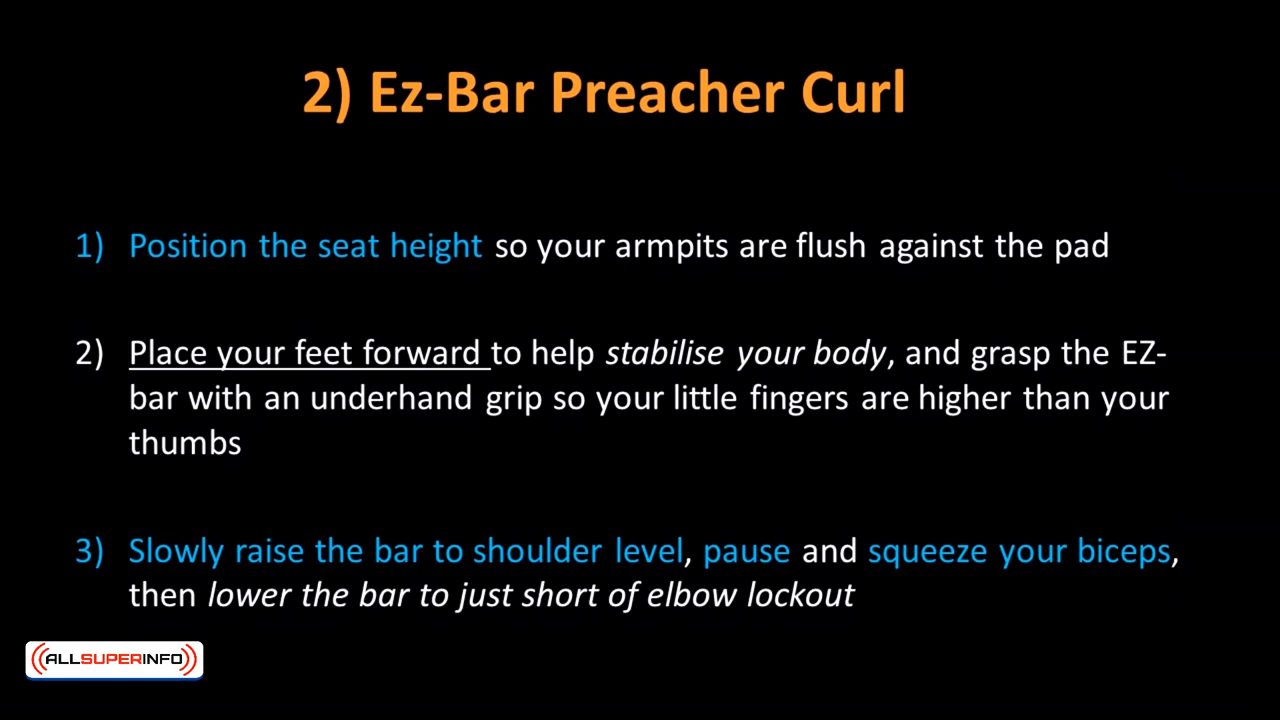 2) Ez-Bar Preacher Curl
1) Position the seat height so your armpits are flush against the pad
2) Place your feet forward to help stabilise your body, and grasp the EZ-
bar with an underhand grip so your little fingers are higher than your
thumbs
3) Slowly raise the bar to shoulder level, pause and squeeze your biceps,
then lower the bar to just short of elbow lockout
ALLSUPERINFO